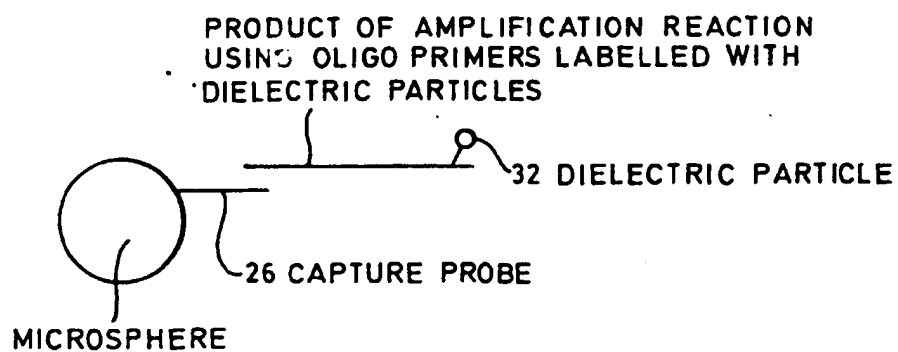 PRODUCT OF AMPLIFICATION REACTION
USING OLIGO PRIMERS LABELLED WITH
DIELECTRIC PARTICLES
32 DIELECTRIC PARTICLE
26 CAPTURE PROBE
MICROSPHERE